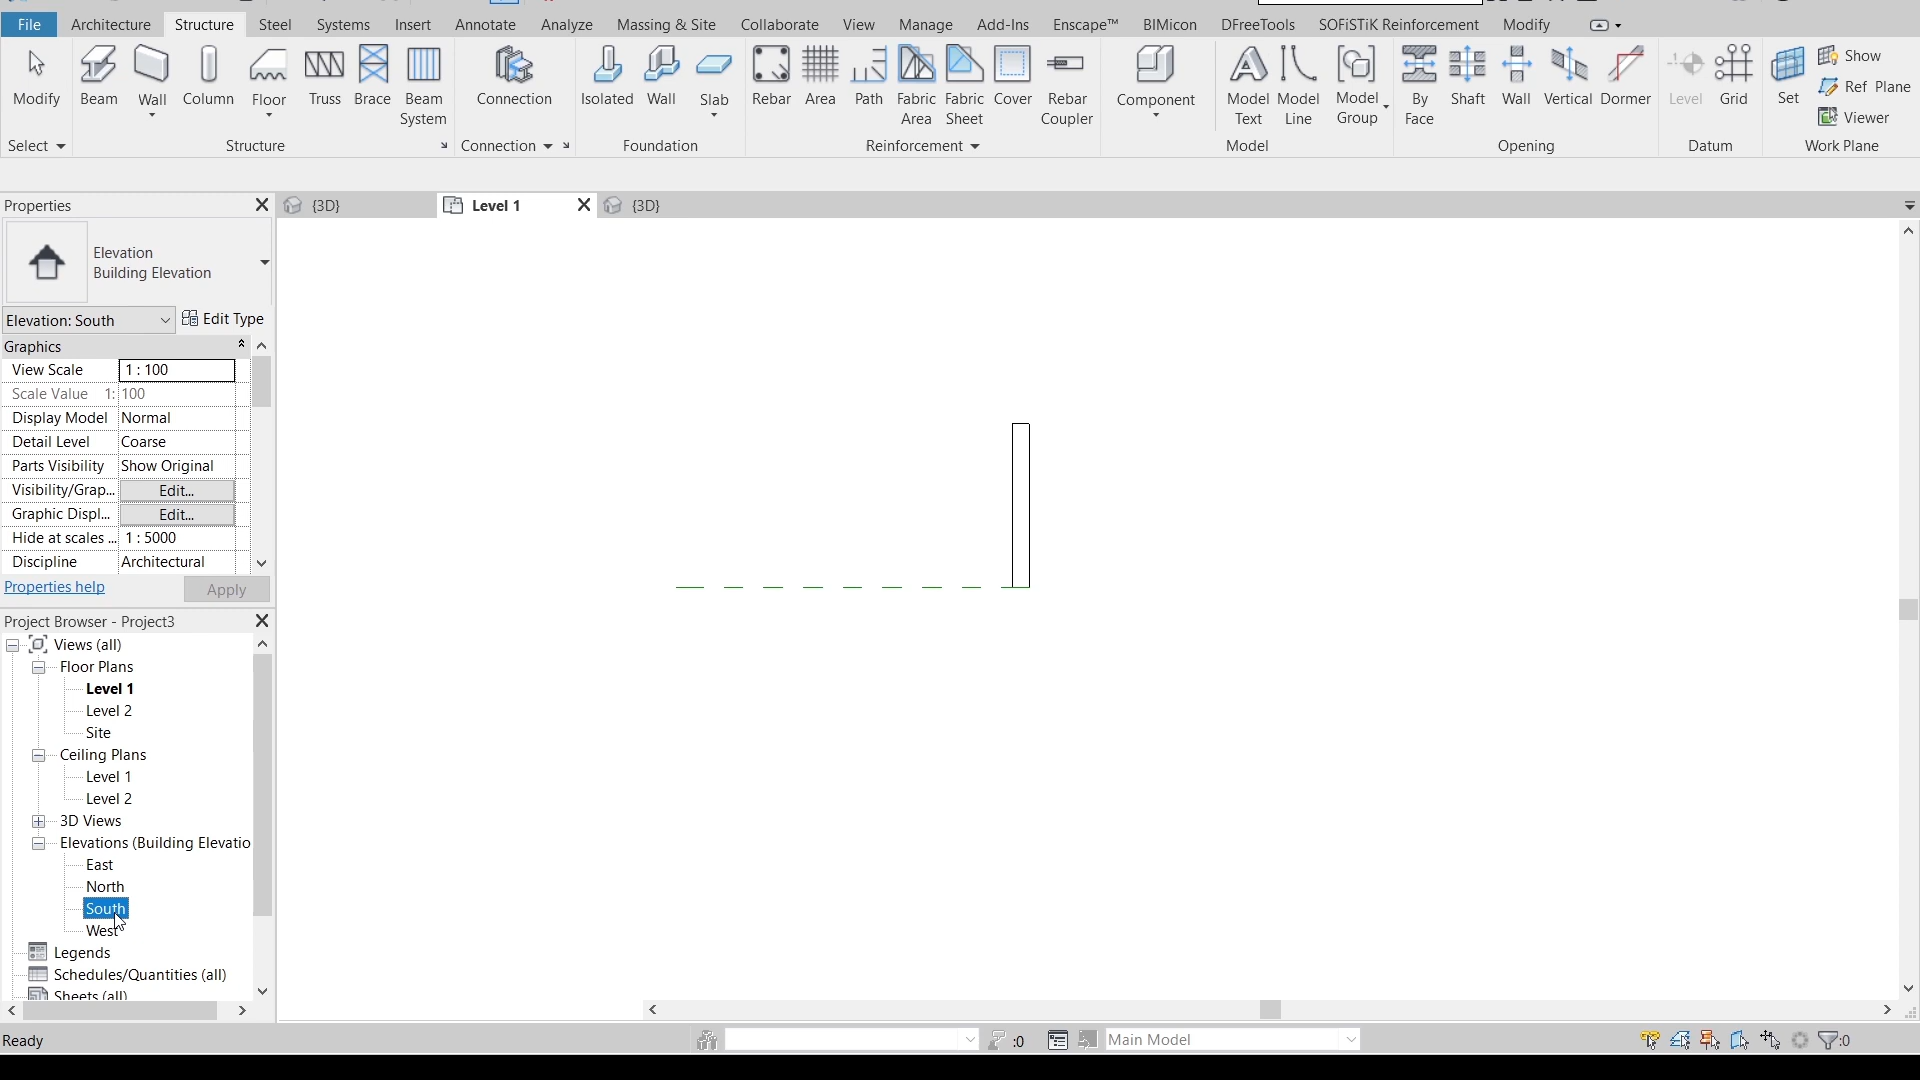 File Architecture Structure Steel Systems Insert Annotate Analyze Massing & Site Collaborate View Manage Add-Ins Enscape™ BIMicon DFreeTools SOFiSTiK Reinforcement Modify
Modify Beam Wall Column Floor Truss Brace Beam System Connection Isolated Wall Slab Rebar Area Path Fabric Area Fabric Sheet Cover Rebar Coupler Component Model Text Model Line Model Group By Face Shaft Wall Vertical Dormer Level Grid Set Show
Ref Plane
Viewer
Select Structure Connection Foundation Reinforcement Model Opening Datum Work Plane
Properties
{3D} Level 1 {3D}
Elevation
Building Elevation
Elevation: South Edit Type
Graphics
View Scale 1 : 100
Scale Value 1: 100
Display Model Normal
Detail Level Coarse
Parts Visibility Show Original
Visibility/Grap... Edit...
Graphic Displ... Edit...
Hide at scales ... 1 : 5000
Discipline Architectural
Properties help Apply
Project Browser - Project3
Views (all)
Floor Plans
Level 1
Level 2
Site
Ceiling Plans
Level 1
Level 2
3D Views
Elevations (Building Elevatio
East
North
South
West
Legends
Schedules/Quantities (all)
Sheets (all)
Ready :0 Main Model :0